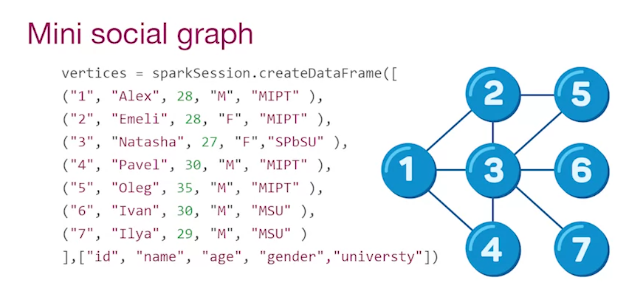 Mini social graph
vertices = sparkSession.createDataFrame([
("1", "Alex", 28, "M", "MIPT" ),
("2", "Emeli", 28, "F", "MIPT" ),
("3", "Natasha", 27, "F","SPbSU" ),
("4", "Pavel", 30, "M", "MIPT" ),
("5", "Oleg", 35, "M", "MIPT" ),
("6", "Ivan", 30, "M", "MSU" ),
("7", "Ilya", 29, "M", "MSU" )
],["id", "name", "age", "gender","universty"])
2 5
1 3 6
4 7